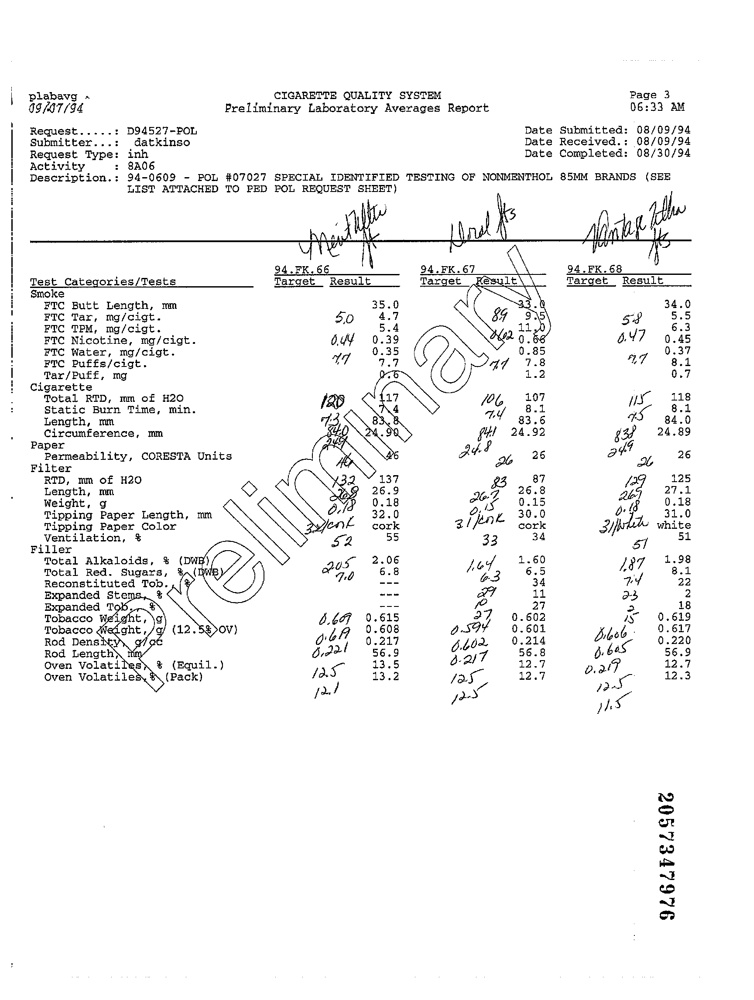 plabavg
09/07/94
CIGARETTE QUALITY SYSTEM
Preliminary Laboratory Averages Report
Page 3
06:33 AM
Request.....: D94527-POL
Submitter...: datkinso
Request Type: inh
Activity : 8A06
Description.: 94-0609 - POL #07027 SPECIAL IDENTIFIED TESTING OF NONMENTHOL 85MM BRANDS (SEE
LIST ATTACHED TO PED POL REQUEST SHEET)
Date Submitted: 08/09/94
Date Received.: 08/09/94
Date Completed: 08/30/94
Doral Lts
Vantage Lts
94.FK.66 94.FK.67 94.FK.68
Test Categories/Tests Target Result Target Result Target Result
Smoke
FTC Butt Length, mm 35.0 33.0 34.0
FTC Tar, mg/cigt. 5.0 4.7 8.9 9.5 5.8 5.5
FTC TPM, mg/cigt. 5.4 11.0 6.3
FTC Nicotine, mg/cigt. 0.44 0.39 0.62 0.66 0.47 0.45
FTC Water, mg/cigt. 0.35 0.85 0.37
FTC Puffs/cigt. 7.7 7.7 7.7 7.8 7.7 8.1
Tar/Puff, mg 0.6 1.2 0.7
Cigarette
Total RTD, mm of H2O 120 117 106 107 115 118
Static Burn Time, min. 7.3 7.4 7.4 8.1 7.5 8.1
Length, mm 84.0 83.8 84.1 83.6 83.8 84.0
Circumference, mm 24.9 24.90 24.8 24.92 24.9 24.89
Paper
Permeability, CORESTA Units 46 46 26 26 26 26
Filter
RTD, mm of H2O 132 137 83 87 129 125
Length, mm 26.8 26.9 26.7 26.8 26.9 27.1
Weight, g 0.18 0.18 0.15 0.15 0.18 0.18
Tipping Paper Length, mm 32.0 30.0 31.0
Tipping Paper Color 32/cork cork 31/cork cork 31/white white
Ventilation, % 52 55 33 34 51 51
Filler
Total Alkaloids, % (DWB) 2.05 2.06 1.64 1.60 1.87 1.98
Total Red. Sugars, % (DWB) 7.0 6.8 6.3 6.5 7.4 8.1
Reconstituted Tob., % --- 29 34 23 22
Expanded Stems, % --- 10 11 2 2
Expanded Tob., % --- 27 27 15 18
Tobacco Weight, g 0.609 0.615 0.594 0.602 0.606 0.619
Tobacco Weight, g (12.5% OV) 0.619 0.608 0.602 0.601 0.605 0.617
Rod Density, g/cc 0.221 0.217 0.217 0.214 0.219 0.220
Rod Length, mm 56.9 56.8 56.9
Oven Volatiles, % (Equil.) 12.5 13.5 12.5 12.7 12.5 12.7
Oven Volatiles, % (Pack) 12.1 13.2 12.5 12.7 11.5 12.3
preliminary
2057347976